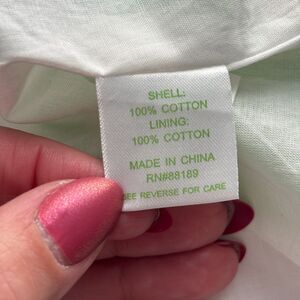 SHELL:
100% COTTON
LINING:
100% COTTON
MADE IN CHINA
RN#88189
SEE REVERSE FOR CARE